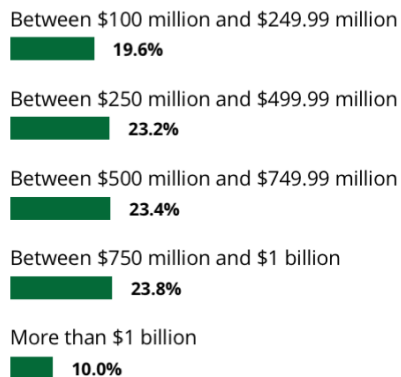 Between $100 million and $249.99 million
19.6%
Between $250 million and $499.99 million
23.2%
Between $500 million and $749.99 million
23.4%
Between $750 million and $1 billion
23.8%
More than $1 billion
10.0%